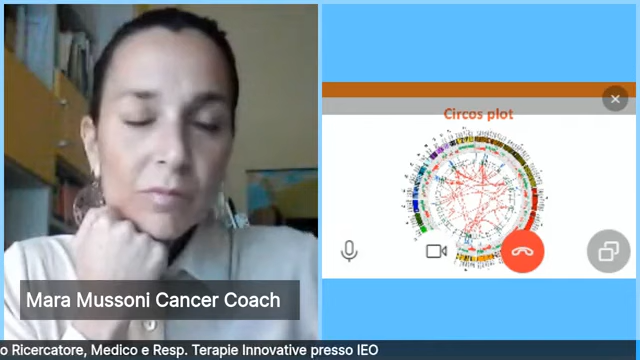 Circos plot
Mara Mussoni Cancer Coach
o Ricercatore, Medico e Resp. Terapie Innovative presso IEO